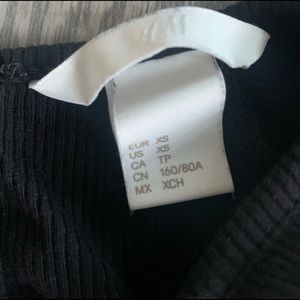 EUR XS
US XS
CA TP
CN 160/80A
MX XCH